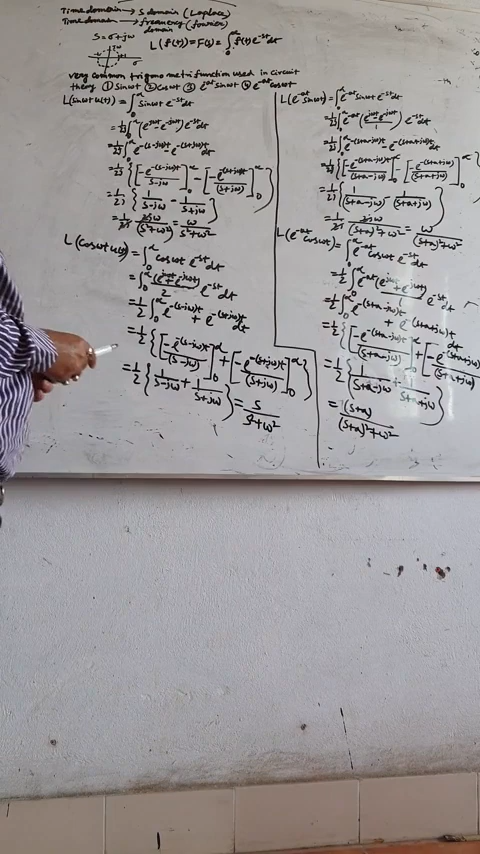 Time domain → S domain (Laplace)
Time domain → frequency (fourier) domain
S = σ + jω
L(f(t)) = F(s) = ∫₀^∝ f(t) e^-st dt
jω
σ
very common trigno metri function used in circuit
theory ① sinωt ② cosωt ③ e^-at sinωt ④ e^-at cosωt
L(sinωt u(t)) = ∫₀^∝ sinωt e^-st dt
= 1/2j ∫₀^∝ (e^jωt - e^-jωt) e^-st dt
= 1/2j ∫₀^∝ e^-(s-jω)t - e^-(s+jω)t dt
= 1/2j { [-e^-(s-jω)t / (s-jω)]₀^∝ - [-e^-(s+jω)t / (s+jω)]₀^∝ }
= 1/2j { 1/(s-jω) - 1/(s+jω) }
= 1/2j 2jω/(s²+ω²) = ω/(s²+ω²)
L(cosωt u(t)) = ∫₀^∝ cosωt e^-st dt
= ∫₀^∝ (e^jωt + e^-jωt)/2 e^-st dt
= 1/2 ∫₀^∝ e^-(s-jω)t + e^-(s+jω)t dt
= 1/2 { [-e^-(s-jω)t / (s-jω)]₀^∝ + [-e^-(s+jω)t / (s+jω)]₀^∝ }
= 1/2 { 1/(s-jω) + 1/(s+jω) } = s/(s²+ω²)
L(e^-at sinωt) = ∫₀^∝ e^-at sinωt e^-st dt
= 1/2j ∫₀^∝ e^-at (e^jωt - e^-jωt)/1 e^-st dt
= 1/2j ∫₀^∝ e^-(s+a-jω)t - e^-(s+a+jω)t dt
= 1/2j { [-e^-(s+a-jω)t / (s+a-jω)]₀^∝ - [-e^-(s+a+jω)t / (s+a+jω)]₀^∝ }
= 1/2j { 1/(s+a-jω) - 1/(s+a+jω) }
= 1/2j 2jω/((s+a)²+ω²) = ω/((s+a)²+ω²)
L(e^-at cosωt) = ∫₀^∝ e^-at cosωt e^-st dt
= 1/2 ∫₀^∝ e^-at (e^jωt + e^-jωt)/1 e^-st dt
= 1/2 ∫₀^∝ e^-(s+a-jω)t + e^-(s+a+jω)t dt
= 1/2 { [-e^-(s+a-jω)t / (s+a-jω)]₀^∝ + [-e^-(s+a+jω)t / (s+a+jω)]
= 1/2 { 1/(s+a-jω) + 1/(s+a+jω) }
= (s+a)/((s+a)²+ω²)